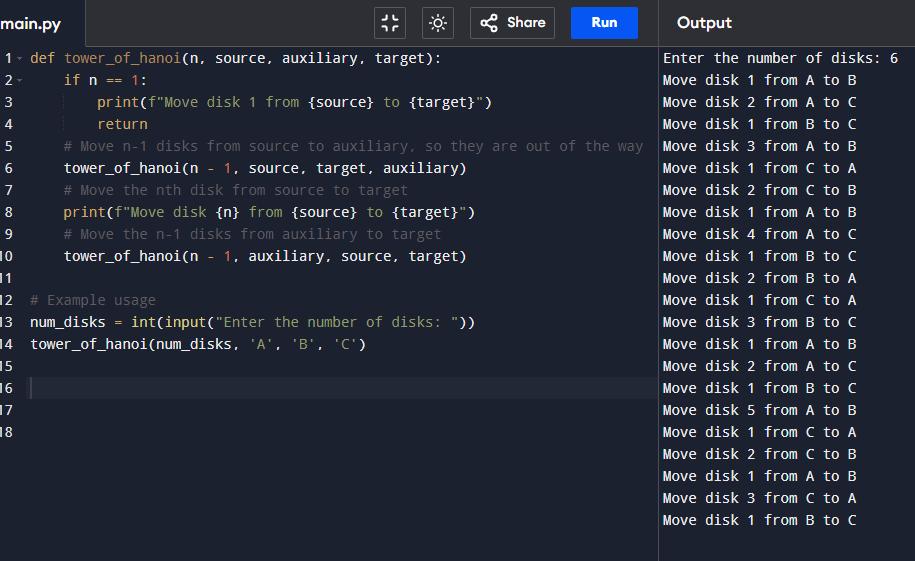 main.py
Share
Run
Output
1 def tower_of_hanoi(n, source, auxiliary, target):
2     if n == 1:
3         print(f"Move disk 1 from {source} to {target}")
4         return
5     # Move n-1 disks from source to auxiliary, so they are out of the way
6     tower_of_hanoi(n - 1, source, target, auxiliary)
7     # Move the nth disk from source to target
8     print(f"Move disk {n} from {source} to {target}")
9     # Move the n-1 disks from auxiliary to target
10     tower_of_hanoi(n - 1, auxiliary, source, target)
11
12 # Example usage
13 num_disks = int(input("Enter the number of disks: "))
14 tower_of_hanoi(num_disks, 'A', 'B', 'C')
15
16
17
18
Enter the number of disks: 6
Move disk 1 from A to B
Move disk 2 from A to C
Move disk 1 from B to C
Move disk 3 from A to B
Move disk 1 from C to A
Move disk 2 from C to B
Move disk 1 from A to B
Move disk 4 from A to C
Move disk 1 from B to C
Move disk 2 from B to A
Move disk 1 from C to A
Move disk 3 from B to C
Move disk 1 from A to B
Move disk 2 from A to C
Move disk 1 from B to C
Move disk 5 from A to B
Move disk 1 from C to A
Move disk 2 from C to B
Move disk 1 from A to B
Move disk 3 from C to A
Move disk 1 from B to C